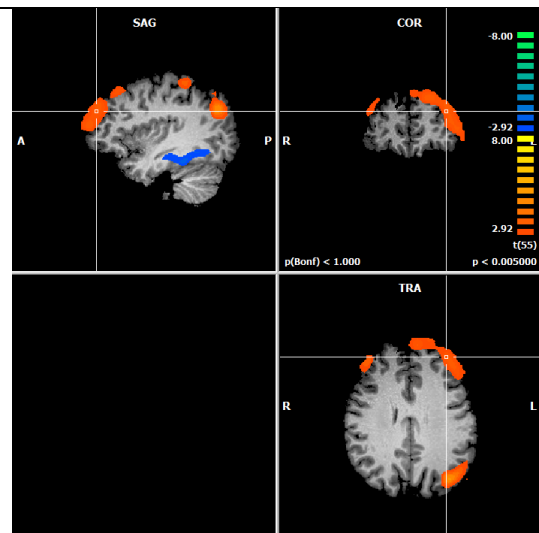 SAG
A
P
COR
R
L
-8.00
-2.92
8.00
2.92
t(55)
p(Bonf) < 1.000
p < 0.005000
TRA
R
L